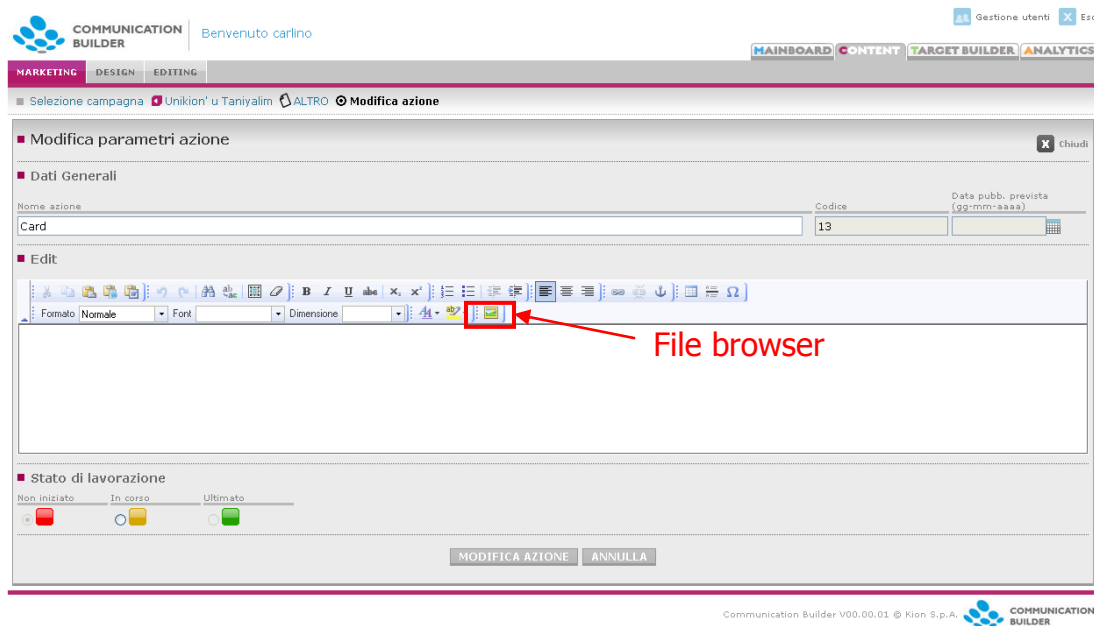 COMMUNICATION
BUILDER
Benvenuto carlino
Gestione utenti
X Esc
MAINBOARD CONTENT TARGET BUILDER ANALYTICS
MARKETING DESIGN EDITING
Selezione campagna Unikion' u Taniyalim ALTRO Modifica azione
Modifica parametri azione
X Chiudi
Dati Generali
Nome azione Codice Data pubb. prevista
(gg-mm-aaaa)
Card 13
Edit
B I U abc x₂ x² Ω
Formato Normale Font Dimensione
File browser
Stato di lavorazione
Non iniziato In corso Ultimato
MODIFICA AZIONE ANNULLA
Communication Builder V00.00.01 © Kion S.p.A.
COMMUNICATION
BUILDER